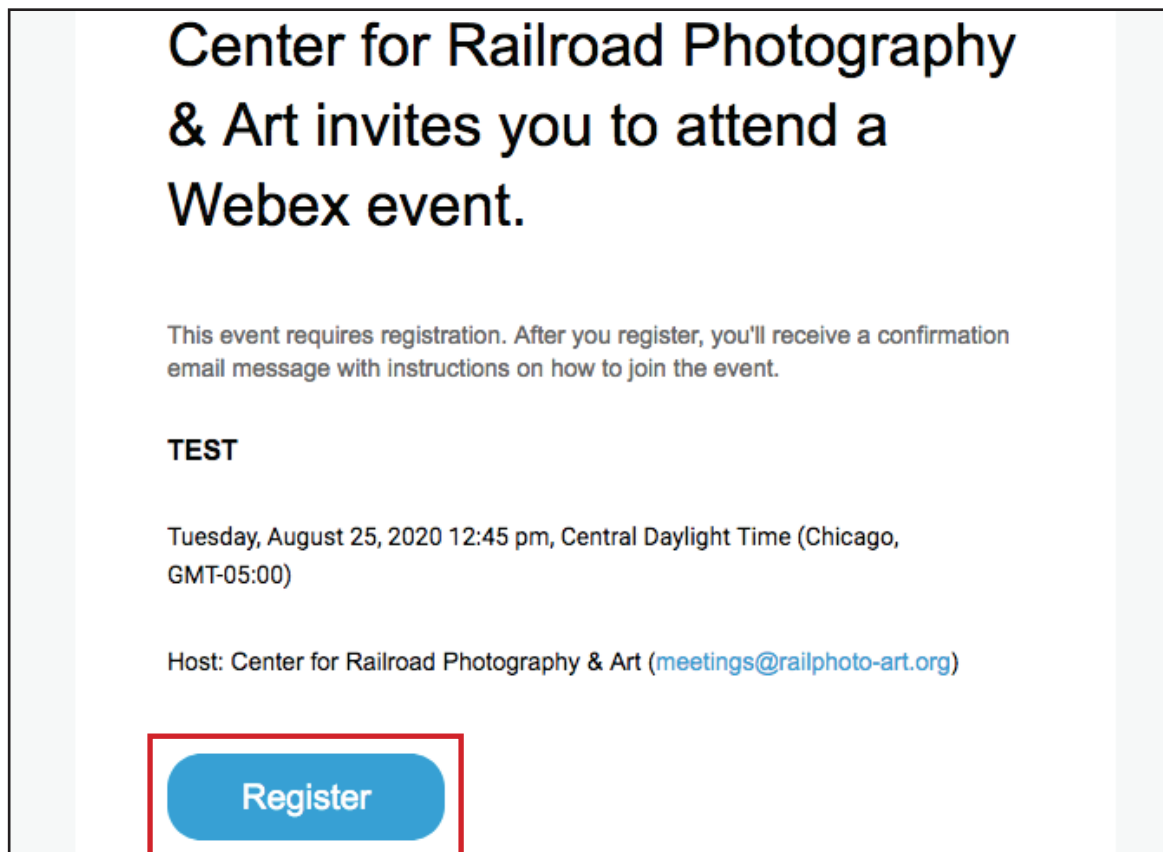 Center for Railroad Photography
& Art invites you to attend a
Webex event.
This event requires registration. After you register, you'll receive a confirmation
email message with instructions on how to join the event.
TEST
Tuesday, August 25, 2020 12:45 pm, Central Daylight Time (Chicago,
GMT-05:00)
Host: Center for Railroad Photography & Art (meetings@railphoto-art.org)
Register